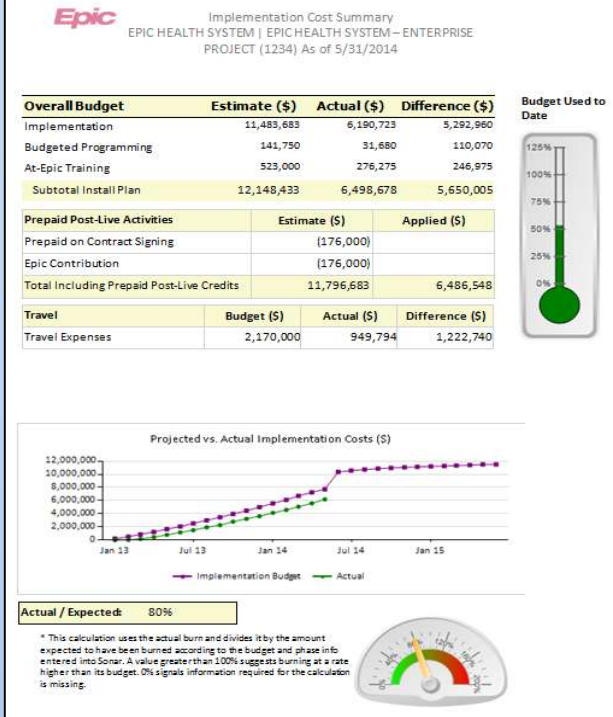 Epic
Implementation Cost Summary
EPIC HEALTH SYSTEM | EPIC HEALTH SYSTEM – ENTERPRISE
PROJECT (1234) As of 5/31/2014
Overall Budget Estimate ($) Actual ($) Difference ($)
Implementation 11,483,683 6,190,723 5,292,960
Budgeted Programming 141,750 31,680 110,070
At-Epic Training 523,000 276,275 246,975
Subtotal Install Plan 12,148,433 6,498,678 5,650,005
Prepaid Post-Live Activities Estimate ($) Applied ($)
Prepaid on Contract Signing (176,000)
Epic Contribution (176,000)
Total Including Prepaid Post-Live Credits 11,796,683 6,486,548
Travel Budget ($) Actual ($) Difference ($)
Travel Expenses 2,170,000 949,794 1,222,740
Budget Used to
Date
125%
100%
75%
50%
25%
0%
Projected vs. Actual Implementation Costs ($)
12,000,000
10,000,000
8,000,000
6,000,000
4,000,000
2,000,000
0
Jan 13 Jul 13 Jan 14 Jul 14 Jan 15
Implementation Budget Actual
Actual / Expected: 80%
* This calculation uses the actual burn and divides it by the amount
expected to have been burned according to the budget and phase info
entered into Sonar. A value greater than 100% suggests burning at a rate
higher than its budget. 0% signals information required for the calculation
is missing.
0% 40% 80% 120% 160% 200%